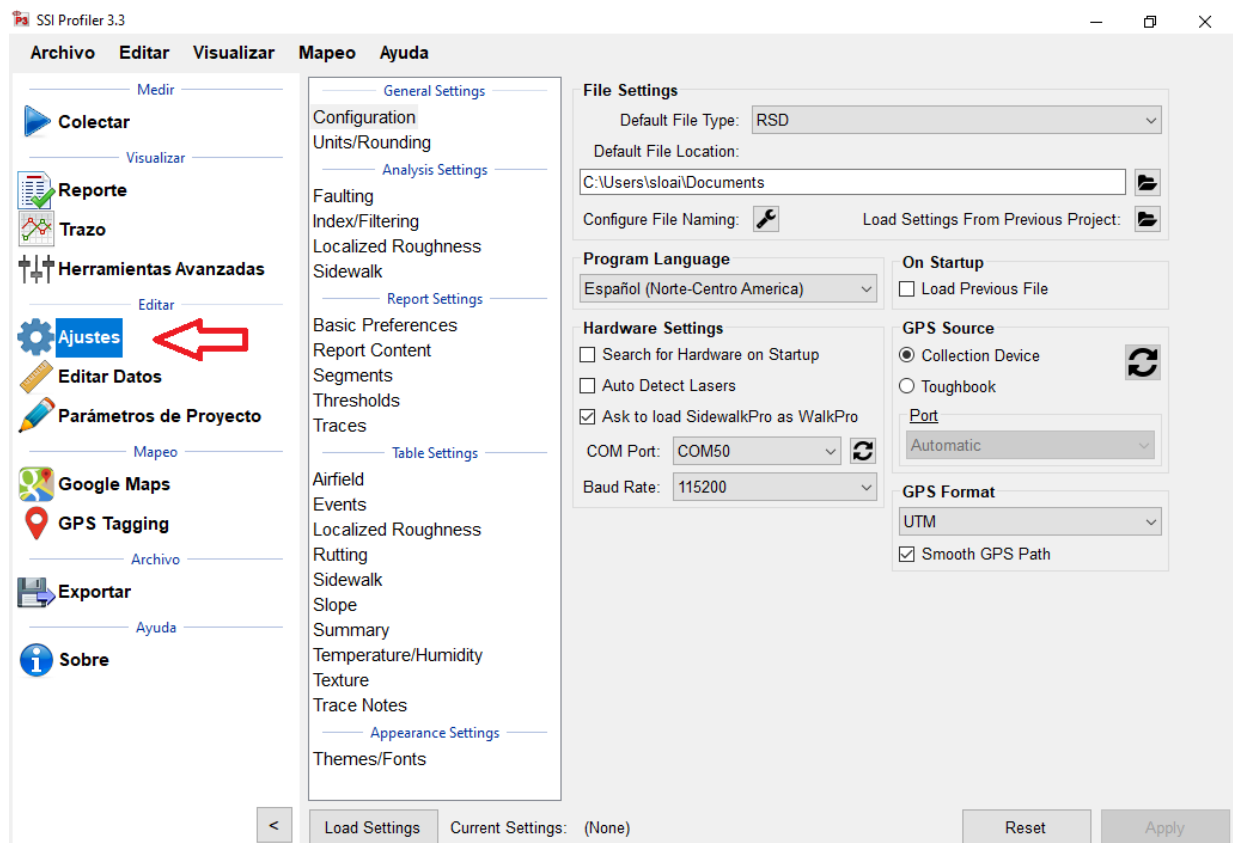 SSI Profiler 3.3
Archivo Editar Visualizar Mapeo Ayuda
Medir
Colectar
Visualizar
Reporte
Trazo
Herramientas Avanzadas
Editar
Ajustes
Editar Datos
Parámetros de Proyecto
Mapeo
Google Maps
GPS Tagging
Archivo
Exportar
Ayuda
Sobre
<
General Settings
Configuration
Units/Rounding
Analysis Settings
Faulting
Index/Filtering
Localized Roughness
Sidewalk
Report Settings
Basic Preferences
Report Content
Segments
Thresholds
Traces
Table Settings
Airfield
Events
Localized Roughness
Rutting
Sidewalk
Slope
Summary
Temperature/Humidity
Texture
Trace Notes
Appearance Settings
Themes/Fonts
File Settings
Default File Type: RSD
Default File Location:
C:\Users\sloai\Documents
Configure File Naming: Load Settings From Previous Project:
Program Language
Español (Norte-Centro America)
On Startup
Load Previous File
Hardware Settings
Search for Hardware on Startup
Auto Detect Lasers
Ask to load SidewalkPro as WalkPro
COM Port: COM50
Baud Rate: 115200
GPS Source
Collection Device
Toughbook
Port
Automatic
GPS Format
UTM
Smooth GPS Path
Load Settings Current Settings: (None) Reset Apply